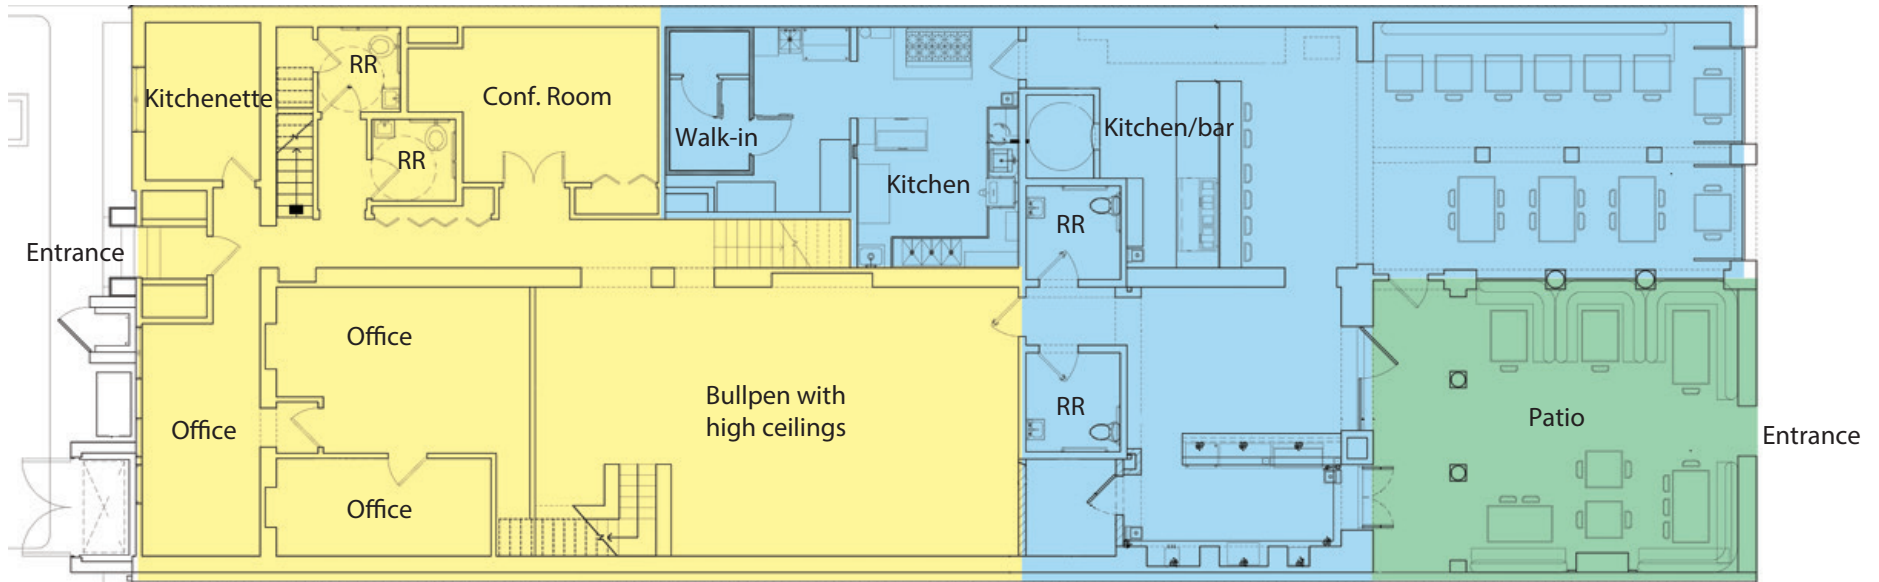 RR
Kitchenette
Conf. Room
Walk-in
Kitchen/bar
RR
Kitchen
RR
Entrance
Office
Bullpen with
high ceilings
RR
Patio
Office
Entrance
Office